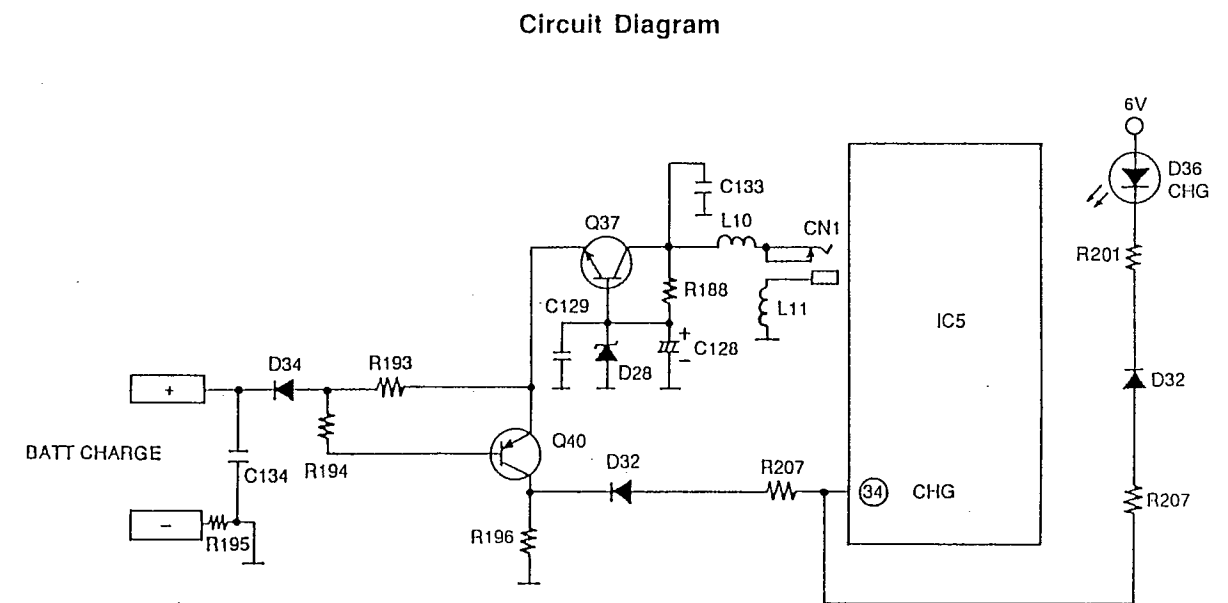 Circuit Diagram
6V
D36
CHG
C133
L10
CN1
Q37
R201
R188
C129
L11
IC5
+
C128
−
D28
D34
R193
D32
+
Q40
BATT CHARGE
D32
R207
C134
R194
34
CHG
R207
−
R195
R196